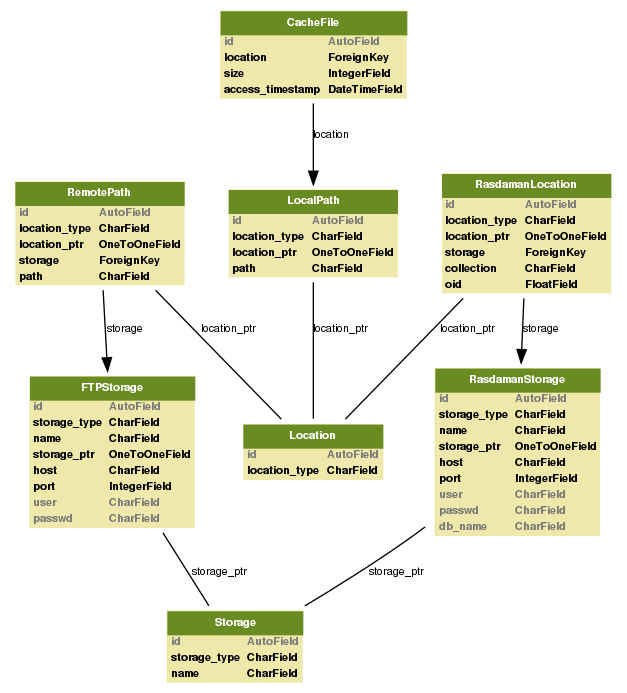 CacheFile
id AutoField
location ForeignKey
size IntegerField
access_timestamp DateTimeField
location
RemotePath
id AutoField
location_type CharField
location_ptr OneToOneField
storage ForeignKey
path CharField
LocalPath
id AutoField
location_type CharField
location_ptr OneToOneField
path CharField
RasdamanLocation
id AutoField
location_type CharField
location_ptr OneToOneField
storage ForeignKey
collection CharField
oid FloatField
storage
location_ptr
location_ptr
location_ptr
storage
FTPStorage
id AutoField
storage_type CharField
name CharField
storage_ptr OneToOneField
host CharField
port IntegerField
user CharField
passwd CharField
Location
id AutoField
location_type CharField
RasdamanStorage
id AutoField
storage_type CharField
name CharField
storage_ptr OneToOneField
host CharField
port IntegerField
user CharField
passwd CharField
db_name CharField
storage_ptr
storage_ptr
Storage
id AutoField
storage_type CharField
name CharField